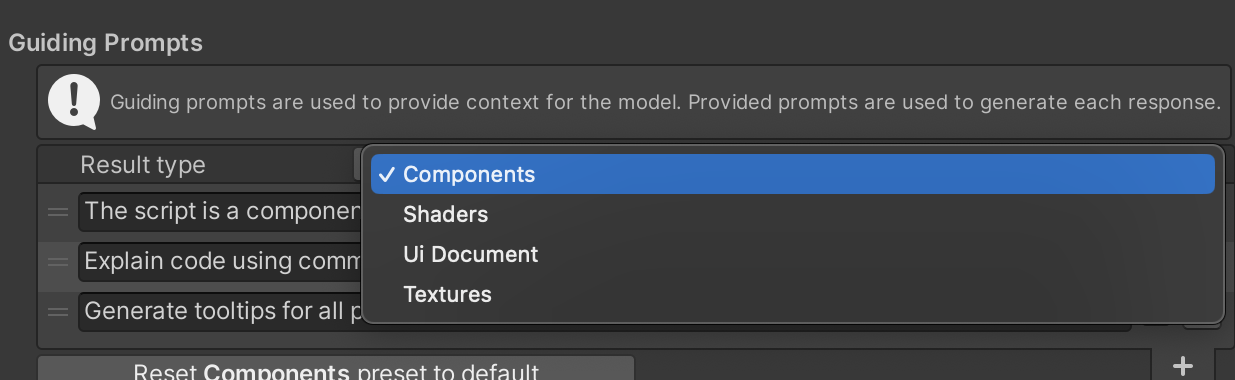 Guiding Prompts
Guiding prompts are used to provide context for the model. Provided prompts are used to generate each response.
Result type
Components
Shaders
Ui Document
Textures
The script is a componen
Explain code using comm
Generate tooltips for all p
Reset Components preset to default